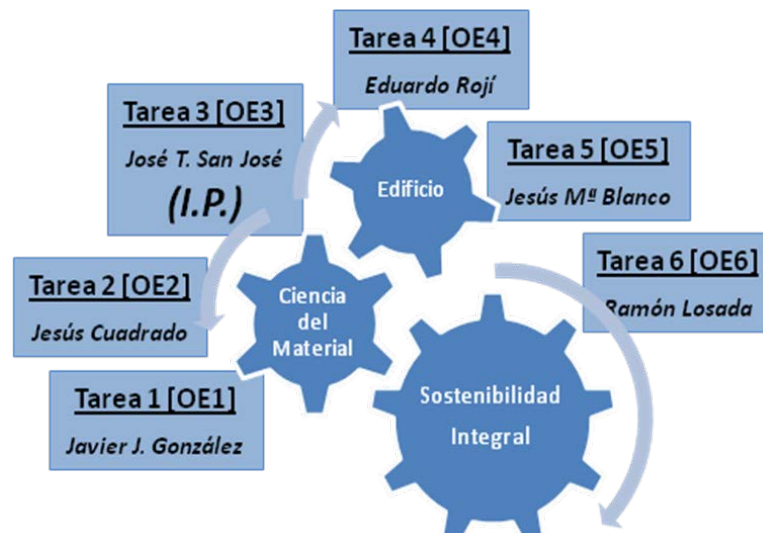 Tarea 4 [OE4]
Eduardo Rojí
Tarea 3 [OE3]
José T. San José
(I.P.)
Edificio
Tarea 5 [OE5]
Jesús Mª Blanco
Tarea 2 [OE2]
Jesús Cuadrado
Ciencia
del
Material
Tarea 6 [OE6]
Ramón Losada
Tarea 1 [OE1]
Javier J. González
Sostenibilidad
Integral